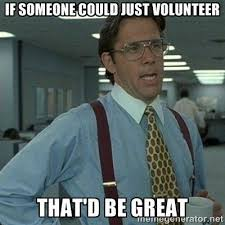 IF SOMEONE COULD JUST VOLUNTEER
THAT'D BE GREAT
memegenerator.net